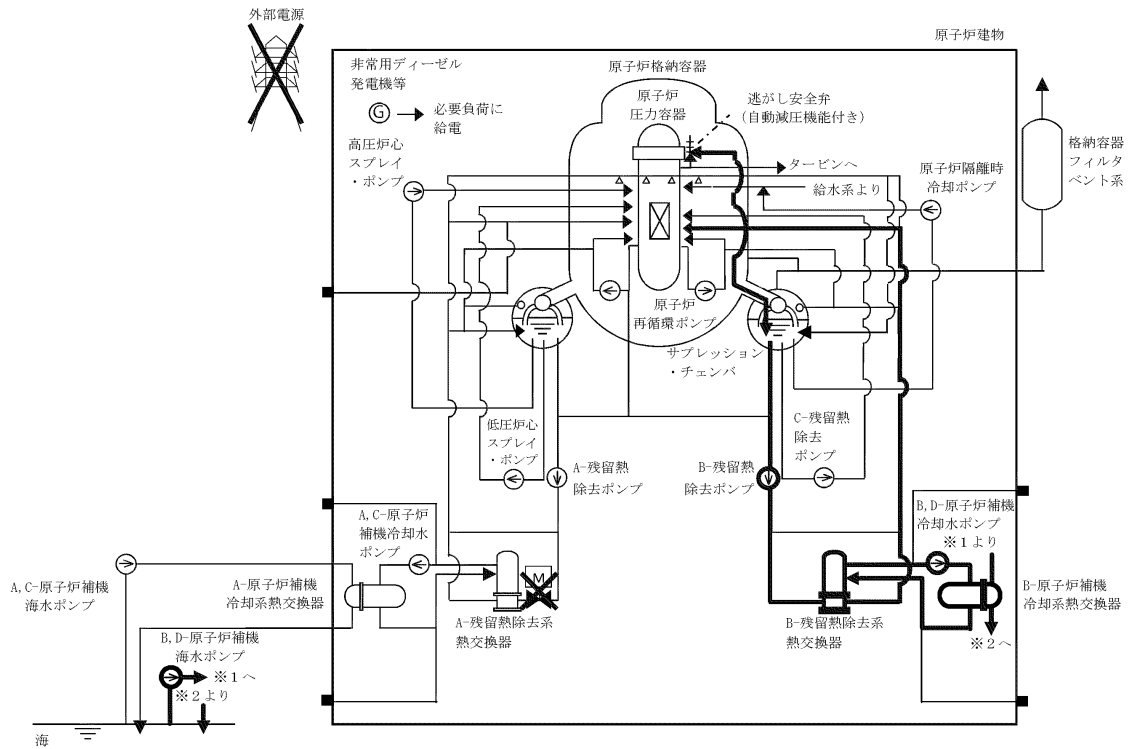 外部電源
原子炉建物
非常用ディーゼル
発電機等
G
必要負荷に
給電
原子炉格納容器
原子炉
圧力容器
逃がし安全弁
(自動減圧機能付き)
高圧炉心
スプレイ
・ポンプ
タービンへ
給水系より
原子炉隔離時
冷却ポンプ
格納容器
フィルタ
ベント系
原子炉
再循環ポンプ
サプレッション
・チェンバ
低圧炉心
スプレイ
・ポンプ
A-残留熱
除去ポンプ
B-残留熱
除去ポンプ
C-残留熱
除去
ポンプ
A,C-原子炉
補機冷却水
ポンプ
B,D-原子炉補機
冷却水ポンプ
※1より
M
A,C-原子炉補機
海水ポンプ
A-原子炉補機
冷却系熱交換器
A-残留熱除去系
熱交換器
B-残留熱除去系
熱交換器
B-原子炉補機
冷却系熱交換器
※2へ
B,D-原子炉補機
海水ポンプ
※1へ
※2より
海